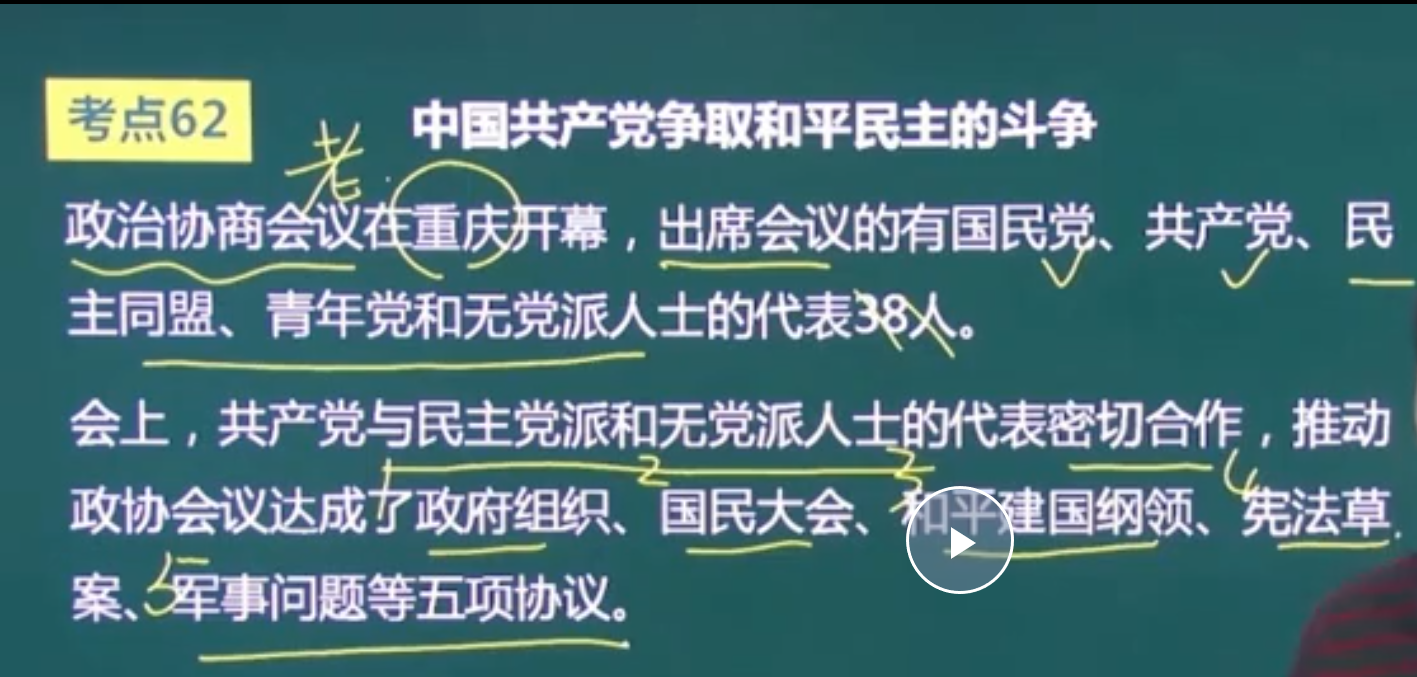 考点62
中国共产党争取和平民主的斗争
老
政治协商会议在重庆开幕，出席会议的有国民党、共产党、民
主同盟、青年党和无党派人士的代表38人。
会上，共产党与民主党派和无党派人士的代表密切合作，推动
2 3 4
政协会议达成了政府组织、国民大会、和平建国纲领、宪法草
1
案、军事问题等五项协议。
5